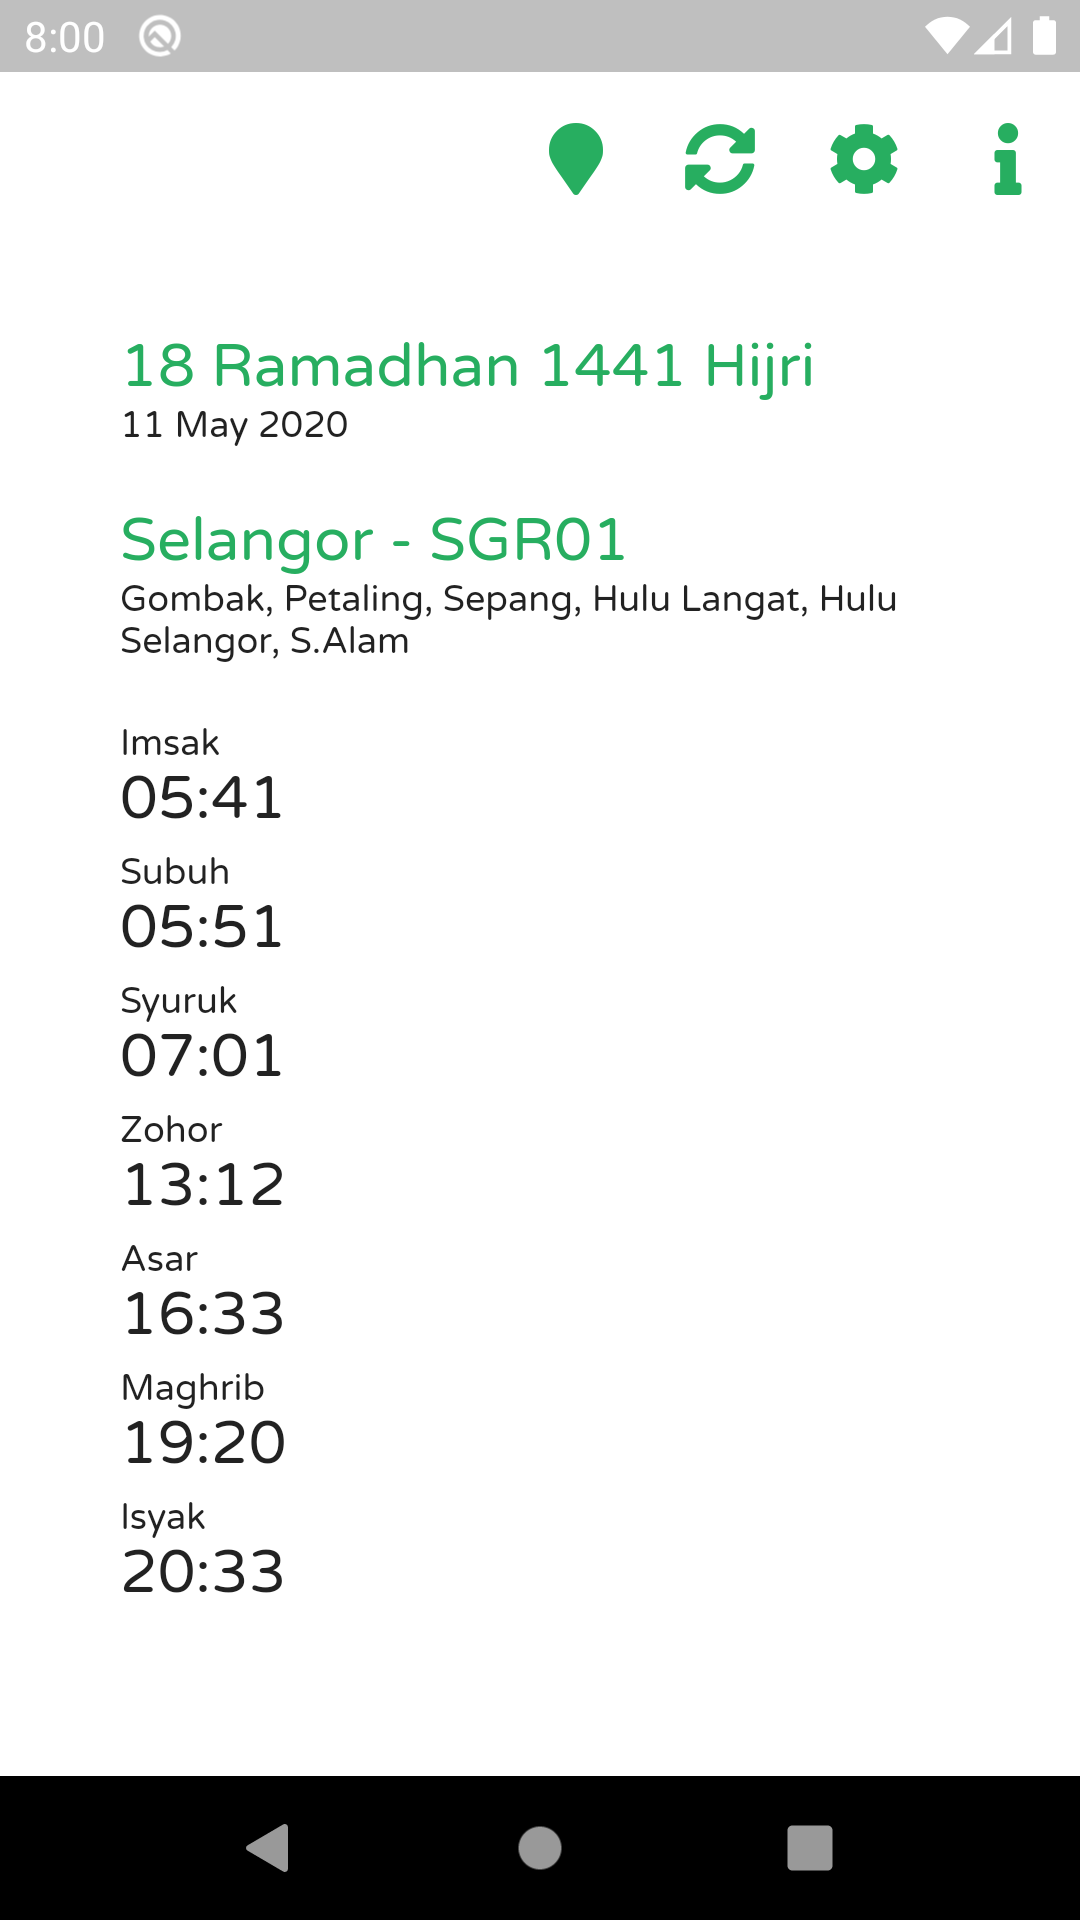 8:00
18 Ramadhan 1441 Hijri
11 May 2020
Selangor - SGR01
Gombak, Petaling, Sepang, Hulu Langat, Hulu
Selangor, S.Alam
Imsak
05:41
Subuh
05:51
Syuruk
07:01
Zohor
13:12
Asar
16:33
Maghrib
19:20
Isyak
20:33